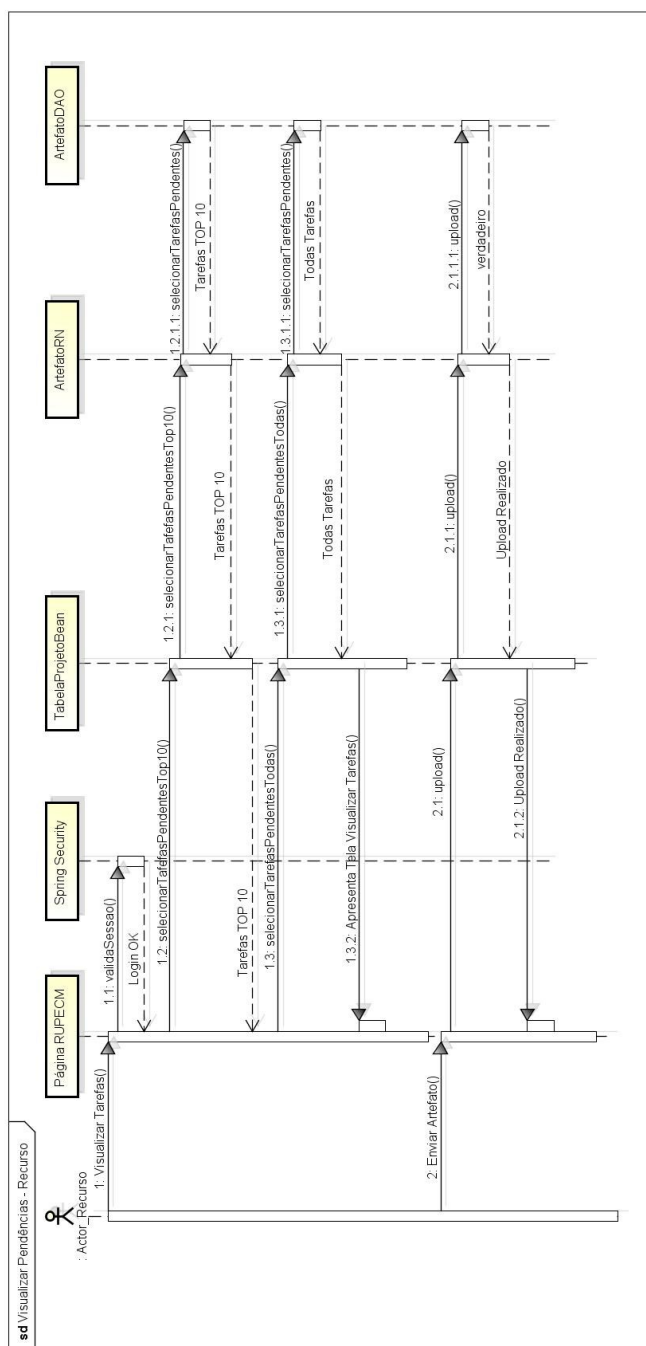 sd Visualizar Pendências - Recurso
: Actor_Recurso
Página RUPECM
Spring Security
TabelaProjetoBean
ArtefatoRN
ArtefatoDAO
1: Visualizar Tarefas()
1.1: validaSessao()
Login OK
1.2: selecionarTafefasPendentesTop10()
1.2.1: selecionarTafefasPendentesTop10()
1.2.1.1: selecionarTarefasPendentes()
Tarefas TOP 10
Tarefas TOP 10
Tarefas TOP 10
1.3: selecionarTarefasPendentesTodas()
1.3.1: selecionarTarefasPendentesTodas()
1.3.1.1: selecionarTarefasPendentes()
Todas Tarefas
Todas Tarefas
1.3.2: Apresenta Tela Visualizar Tarefas()
2: Enviar Artefato()
2.1: upload()
2.1.1: upload()
2.1.1.1: upload()
verdadeiro
Upload Realizado
2.1.2: Upload Realizado()